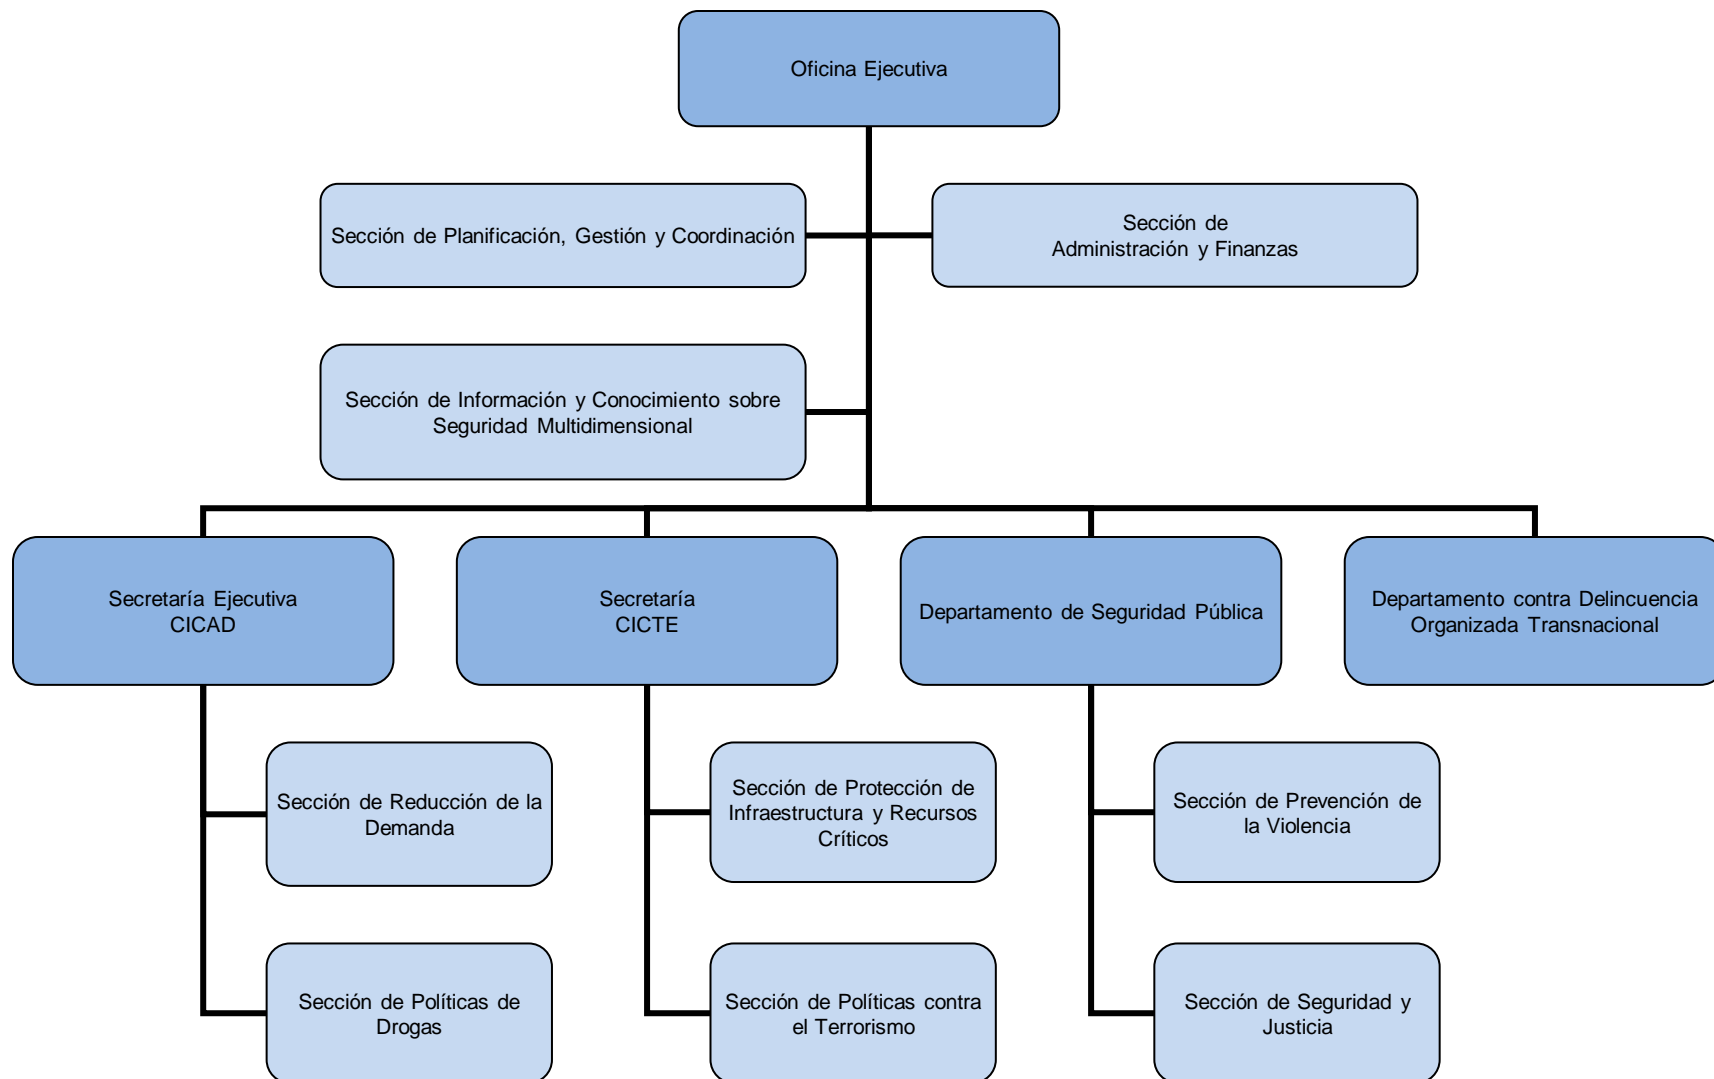 Oficina Ejecutiva
Sección de Planificación, Gestión y Coordinación
Sección de
Administración y Finanzas
Sección de Información y Conocimiento sobre
Seguridad Multidimensional
Secretaría Ejecutiva
CICAD
Secretaría
CICTE
Departamento de Seguridad Pública
Departamento contra Delincuencia
Organizada Transnacional
Sección de Reducción de la
Demanda
Sección de Protección de
Infraestructura y Recursos
Críticos
Sección de Prevención de
la Violencia
Sección de Políticas de
Drogas
Sección de Políticas contra
el Terrorismo
Sección de Seguridad y
Justicia